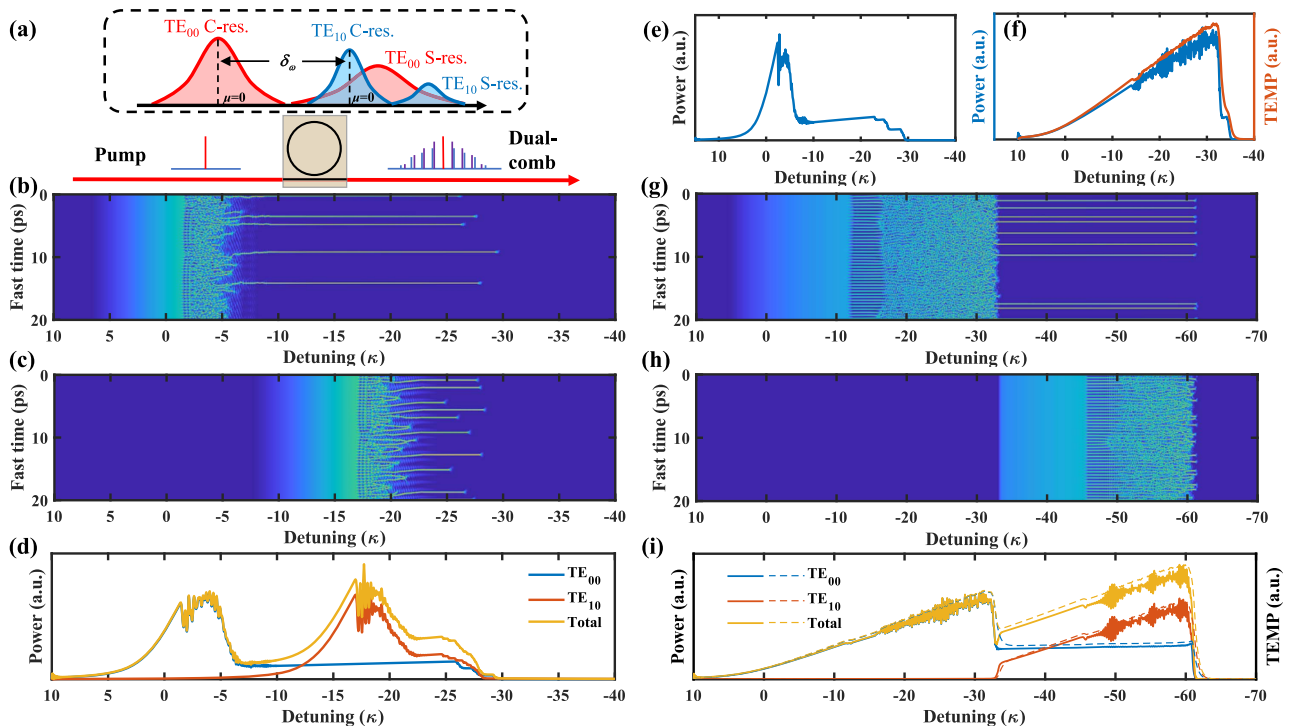 (a)
TE00 C-res.
TE10 C-res.
TE00 S-res.
TE10 S-res.
δω
μ=0
μ=0
Pump
Dual-
comb
(b)
Fast time (ps)
0
10
20
10 5 0 -5 -10 -15 -20 -25 -30 -35 -40
Detuning (κ)
(c)
Fast time (ps)
0
10
20
10 5 0 -5 -10 -15 -20 -25 -30 -35 -40
Detuning (κ)
(d)
Power (a.u.)
TE00
TE10
Total
10 5 0 -5 -10 -15 -20 -25 -30 -35 -40
Detuning (κ)
(e)
Power (a.u.)
10 0 -10 -20 -30 -40
Detuning (κ)
(f)
Power (a.u.)
TEMP (a.u.)
10 0 -10 -20 -30 -40
Detuning (κ)
(g)
Fast time (ps)
0
10
20
10 0 -10 -20 -30 -40 -50 -60 -70
Detuning (κ)
(h)
Fast time (ps)
0
10
20
10 0 -10 -20 -30 -40 -50 -60 -70
Detuning (κ)
(i)
Power (a.u.)
TE00
TE10
Total
TEMP (a.u.)
10 0 -10 -20 -30 -40 -50 -60 -70
Detuning (κ)